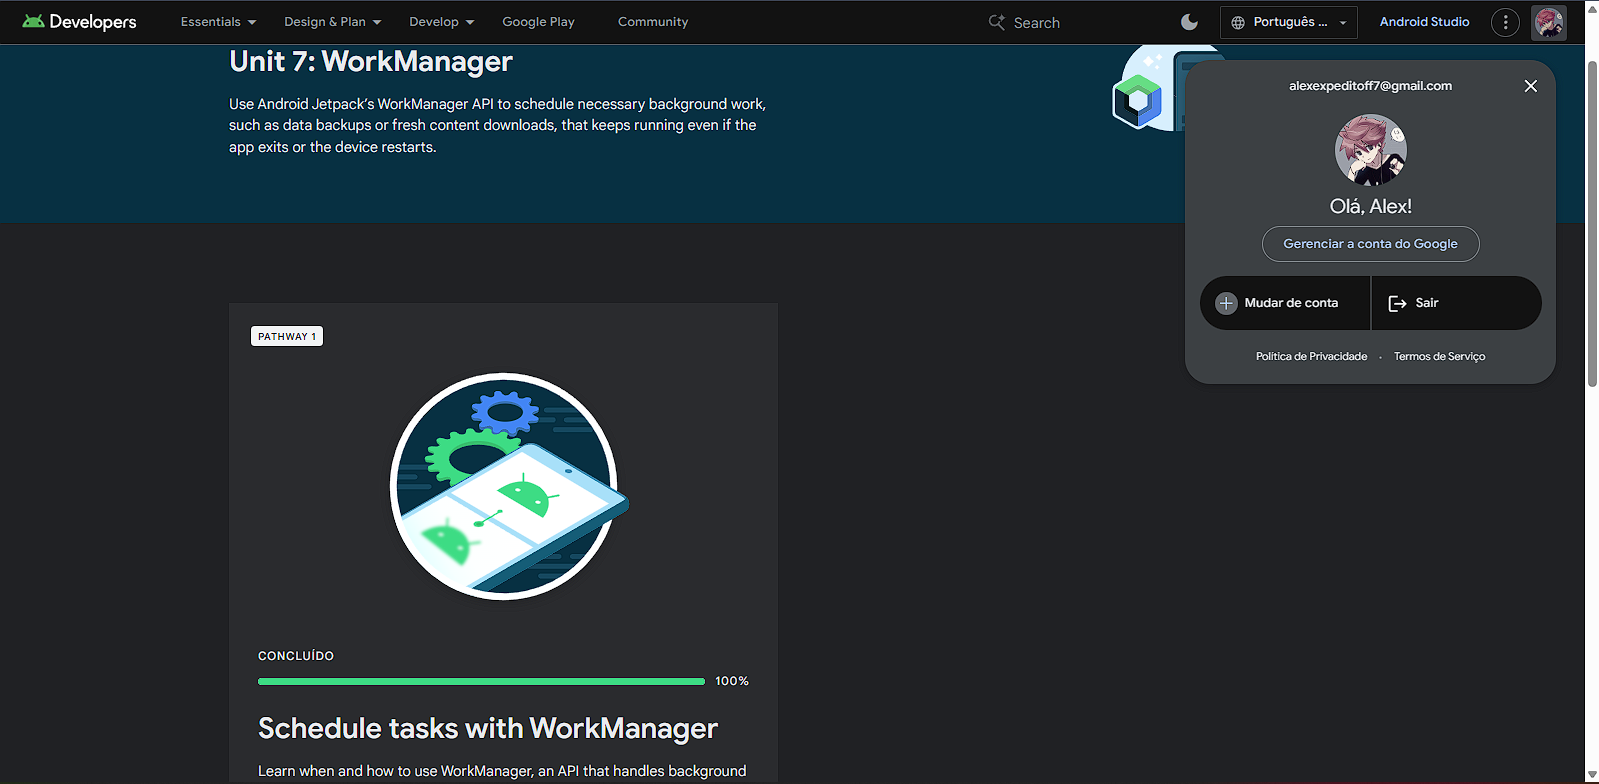 Developers
Essentials
Design & Plan
Develop
Google Play
Community
Search
Português ...
Android Studio
Unit 7: WorkManager
Use Android Jetpack’s WorkManager API to schedule necessary background work,
such as data backups or fresh content downloads, that keeps running even if the
app exits or the device restarts.
alexexpeditoff7@gmail.com
Olá, Alex!
Gerenciar a conta do Google
Mudar de conta
Sair
Política de Privacidade
Termos de Serviço
PATHWAY 1
CONCLUÍDO
100%
Schedule tasks with WorkManager
Learn when and how to use WorkManager, an API that handles background